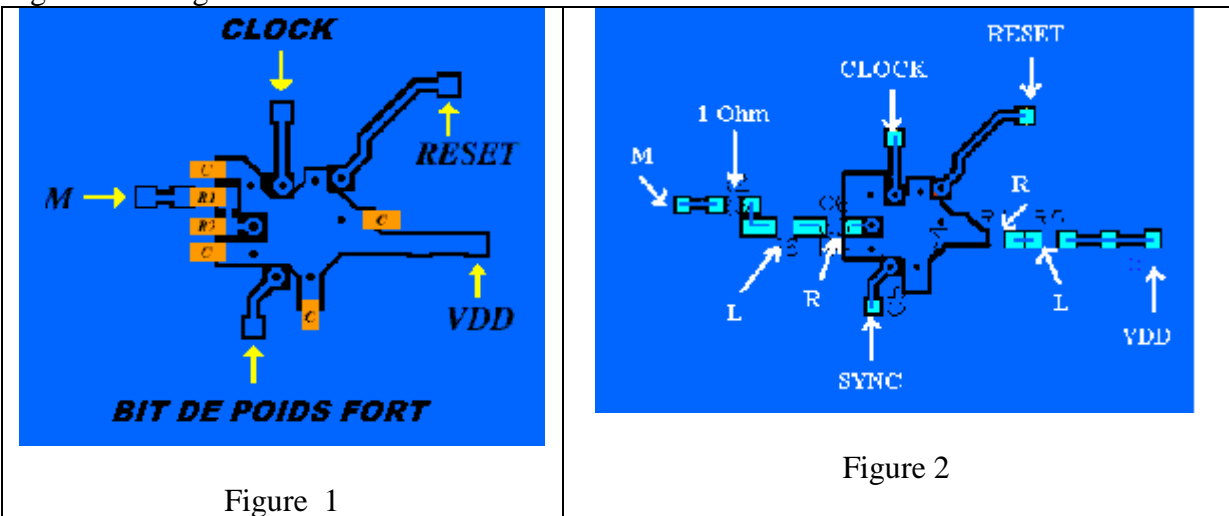 CLOCK
RESET
C
M
R1
R2
C
C
C
VDD
BIT DE POIDS FORT
Figure 1
RESET
CLOCK
1 Ohm
M
R
L
R
L
VDD
SYNC
Figure 2